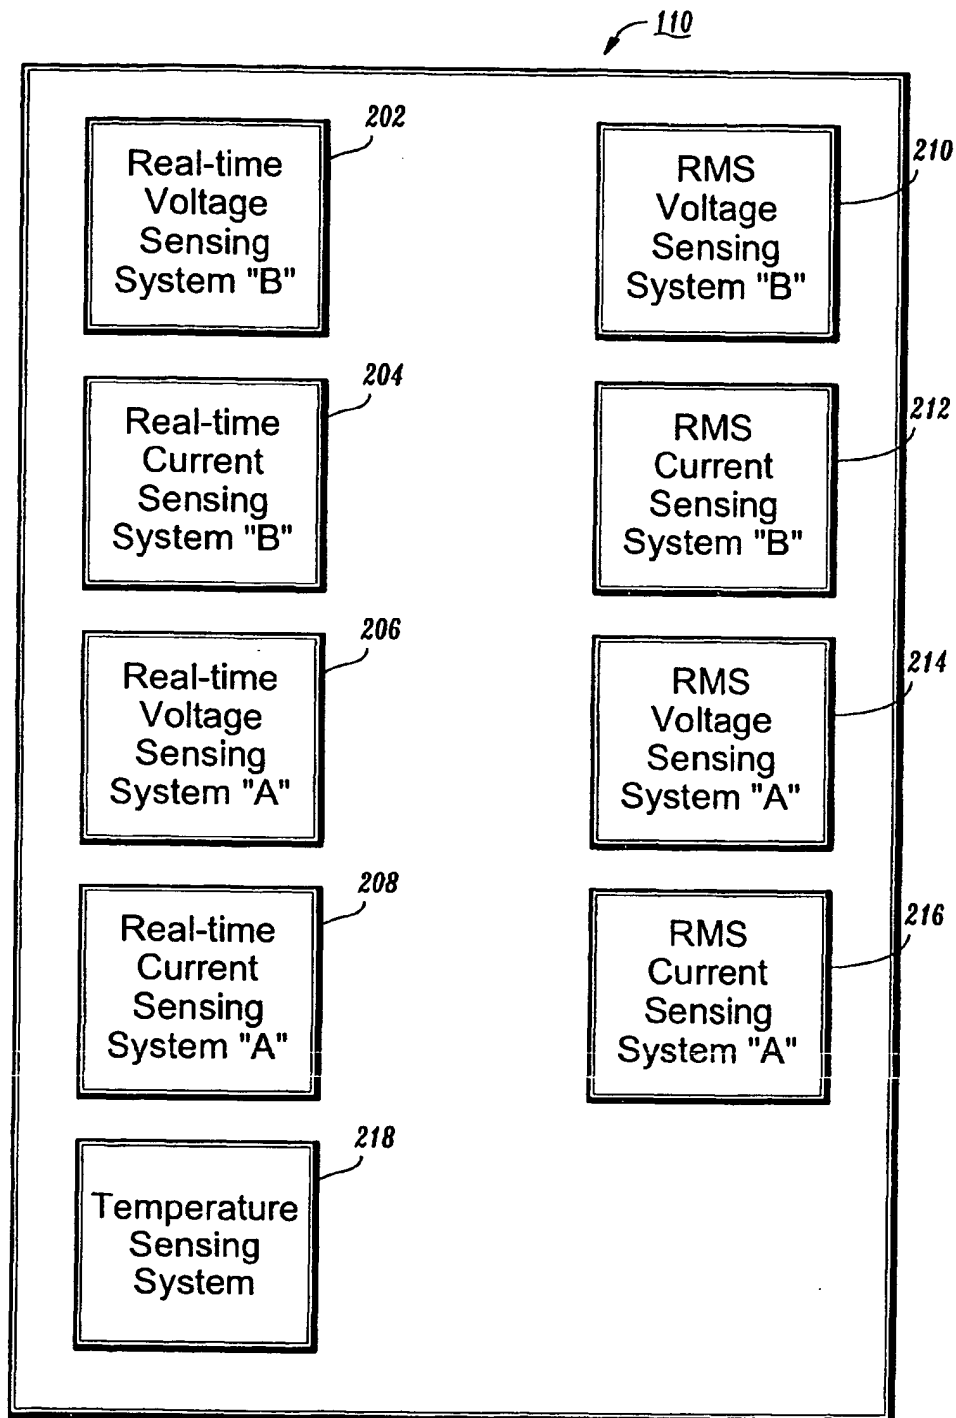 110
202
Real-time
Voltage
Sensing
System "B"
210
RMS
Voltage
Sensing
System "B"
204
Real-time
Current
Sensing
System "B"
212
RMS
Current
Sensing
System "B"
206
Real-time
Voltage
Sensing
System "A"
214
RMS
Voltage
Sensing
System "A"
208
Real-time
Current
Sensing
System "A"
216
RMS
Current
Sensing
System "A"
218
Temperature
Sensing
System